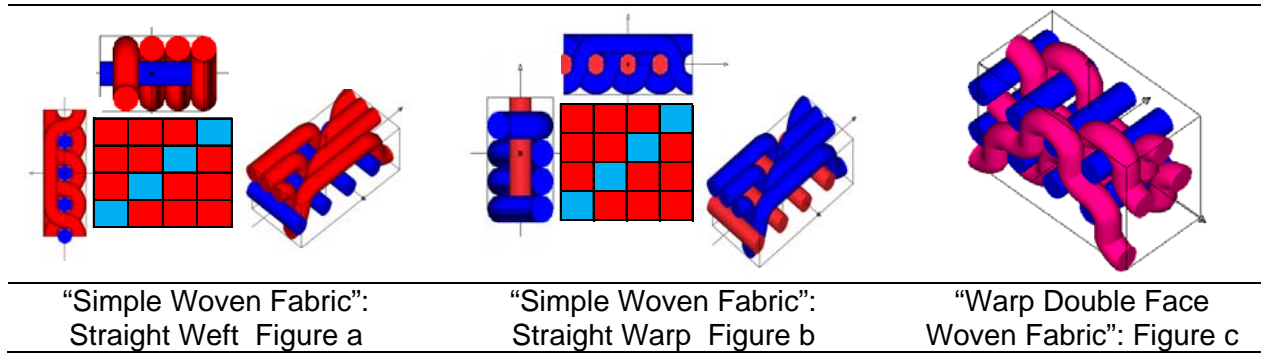 “Simple Woven Fabric”:
Straight Weft  Figure a
“Simple Woven Fabric”:
Straight Warp  Figure b
“Warp Double Face
Woven Fabric”: Figure c